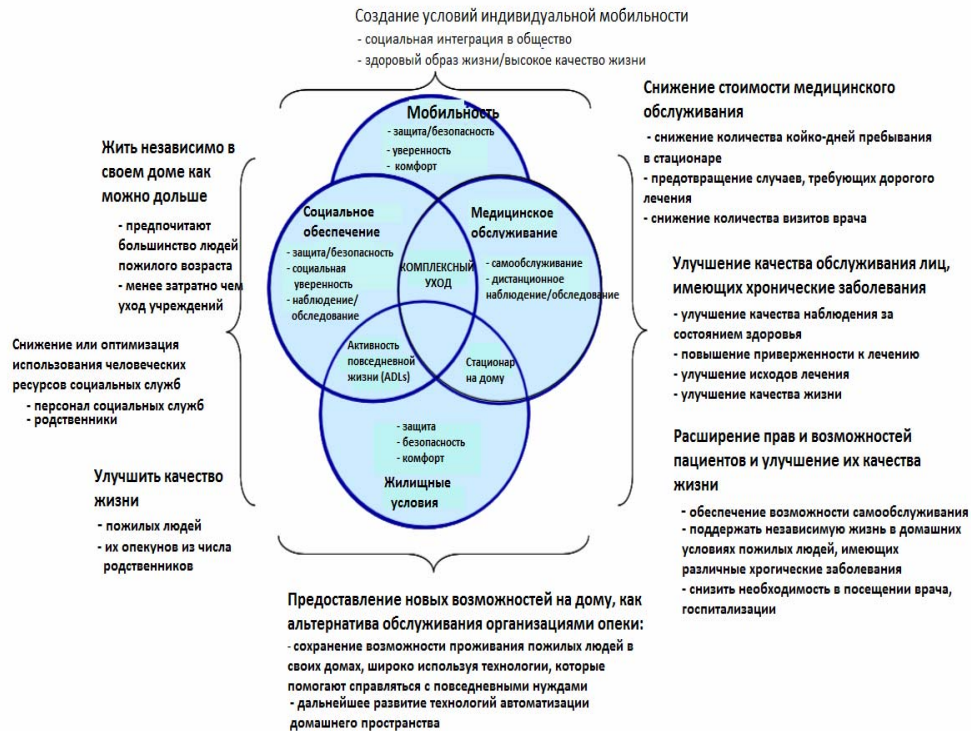 Создание условий индивидуальной мобильности
- социальная интеграция в общество
- здоровый образ жизни/высокое качество жизни
Мобильность
- защита/безопасность
- уверенность
- комфорт
Жить независимо в
своем доме как
можно дольше
- предпочитают
большинство людей
пожилого возраста
- менее затратно чем
уход учреждений
Снижение или оптимизация
использования человеческих
ресурсов социальных служб
- персонал социальных служб
- родственники
Улучшить качество
жизни
- пожилых людей
- их опекунов из числа
родственников
Социальное
обеспечение
- защита/безопасность
- социальная
уверенность
- наблюдение/
обследование
КОМПЛЕКСНЫЙ
УХОД
Медицинское
обслуживание
- самообслуживание
- дистанционное
наблюдение/обследование
Активность
повседневной
жизни (ADLs)
Стационар
на дому
- защита
- безопасность
- комфорт
Жилищные
условия
Снижение стоимости медицинского
обслуживания
- снижение количества койко-дней пребывания
в стационаре
- предотвращение случаев, требующих дорогого
лечения
- снижение количества визитов врача
Улучшение качества обслуживания лиц,
имеющих хронические заболевания
- улучшение качества наблюдения за
состоянием здоровья
- повышение приверженности к лечению
- улучшение исходов лечения
- улучшение качества жизни
Расширение прав и возможностей
пациентов и улучшение их качества
жизни
- обеспечение возможности самообслуживания
- поддержать независимую жизнь в домашних
условиях пожилых людей, имеющих
различные хрогические заболевания
- снизить необходимость в посещении врача,
госпитализации
Предоставление новых возможностей на дому, как
альтернатива обслуживания организациями опеки:
- сохранение возможности проживания пожилых людей в
своих домах, широко используя технологии, которые
помогают справляться с повседневными нуждами
- дальнейшее развитие технологий автоматизации
домашнего пространства